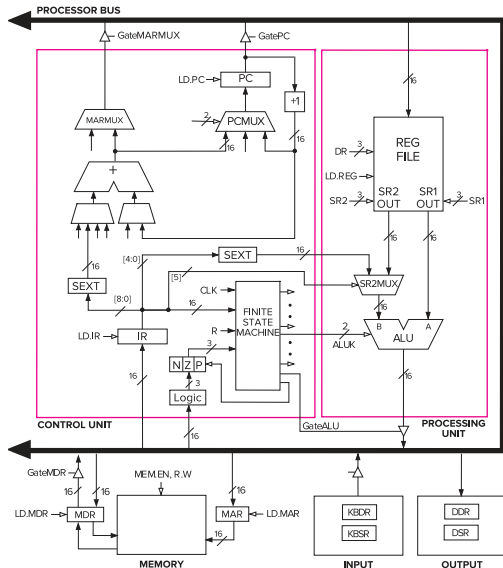 PROCESSOR BUS
GateMARMUX
GatePC
LD.PC
PC
+1
16
2
PCMUX
16
16
MARMUX
+
16
REG
FILE
DR
3
LD.REG
SR2
3
SR2
OUT
SR1
OUT
3
SR1
16
[4:0]
SEXT
16
16
16
SEXT
[8:0]
[5]
SR2MUX
CLK
16
FINITE
STATE
MACHINE
R
16
B
A
ALU
2
ALUK
LD.IR
IR
N Z P
3
3
Logic
16
16
16
GateALU
CONTROL UNIT
PROCESSING
UNIT
GateMDR
16
16
LD.MDR
MDR
MEM.EN, R.W
16
MAR
LD.MAR
16
MEMORY
KBDR
KBSR
INPUT
DDR
DSR
OUTPUT